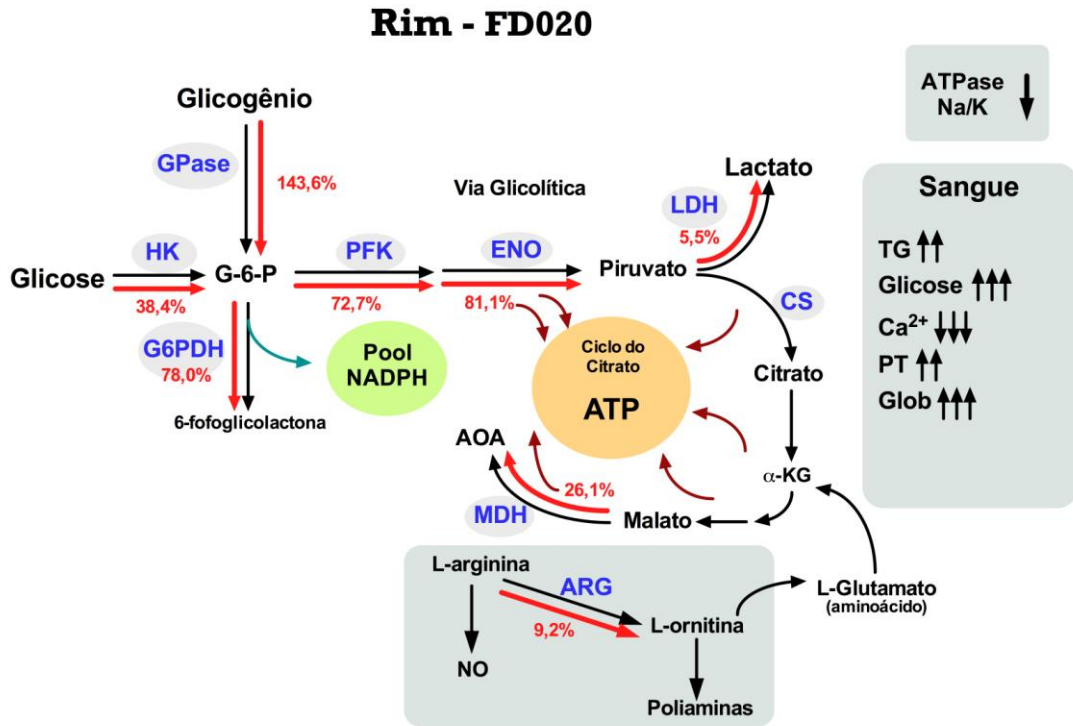 Rim - FD020
Glicogênio
GPase
143,6%
Via Glicolítica
Lactato
LDH
5,5%
ATPase
Na/K
Sangue
TG
Glicose
Ca²⁺
PT
Glob
HK
Glicose
38,4%
G-6-P
PFK
72,7%
ENO
81,1%
Piruvato
CS
G6PDH
78,0%
6-fofoglicolactona
Pool
NADPH
Ciclo do
Citrato
ATP
Citrato
AOA
26,1%
MDH
Malato
α-KG
L-arginina
ARG
9,2%
L-ornitina
L-Glutamato
(aminoácido)
NO
Poliaminas